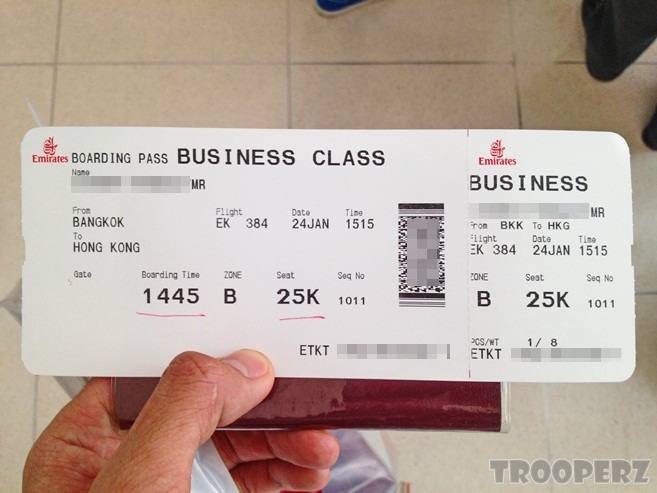 Emirates BOARDING PASS BUSINESS CLASS
Name
MR
From
BANGKOK
To
HONG KONG
Flight Date Time
EK 384 24JAN 1515
Gate Boarding Time ZONE Seat Seq No
1445 B 25K 1011
ETKT
Emirates
BUSINESS
MR
From BKK To HKG
Flight Date Time
EK 384 24JAN 1515
ZONE Seat Seq No
B 25K 1011
PCS/WT 1/ 8
ETKT
TROOPERZ